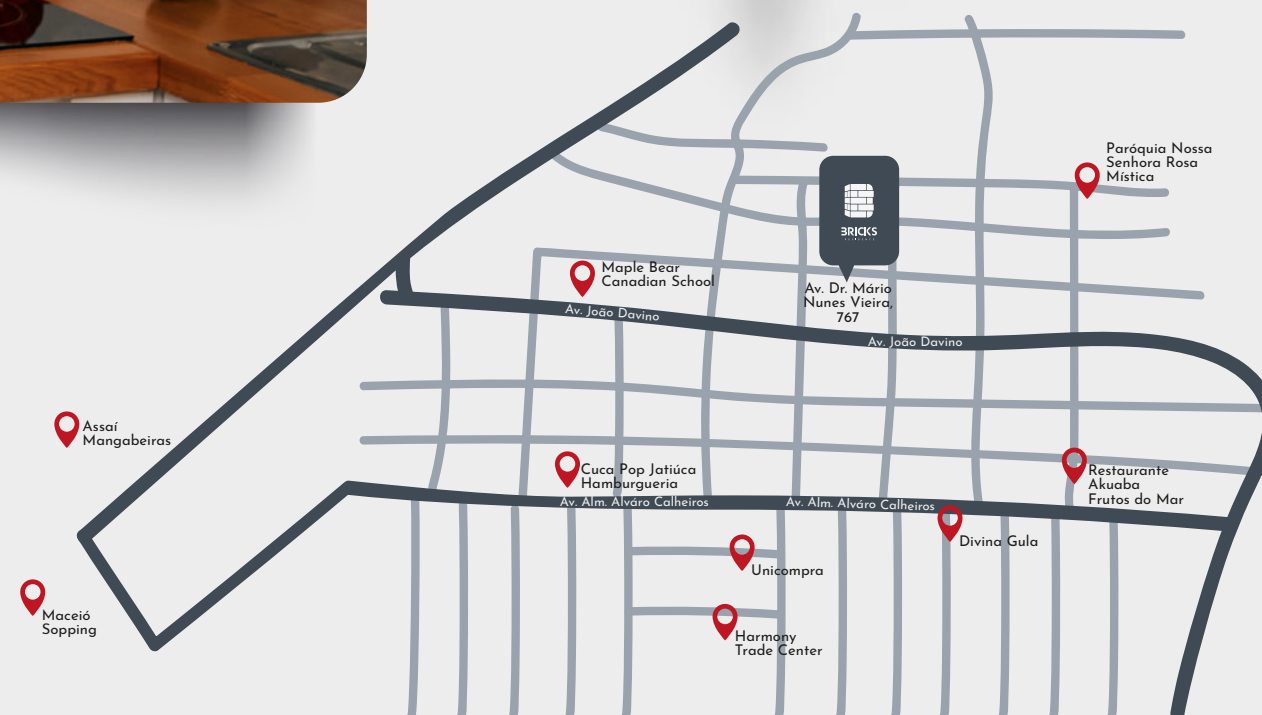 Paróquia Nossa
Senhora Rosa
Mística
BRICKS
Maple Bear
Canadian School
Av. Dr. Mário
Nunes Vieira,
767
Av. João Davino
Av. João Davino
Assaí
Mangabeiras
Cuca Pop Jatiúca
Hamburgueria
Restaurante
Akuaba
Frutos do Mar
Av. Alm. Alváro Calheiros
Av. Alm. Alváro Calheiros
Divina Gula
Unicompra
Maceió
Sopping
Harmony
Trade Center